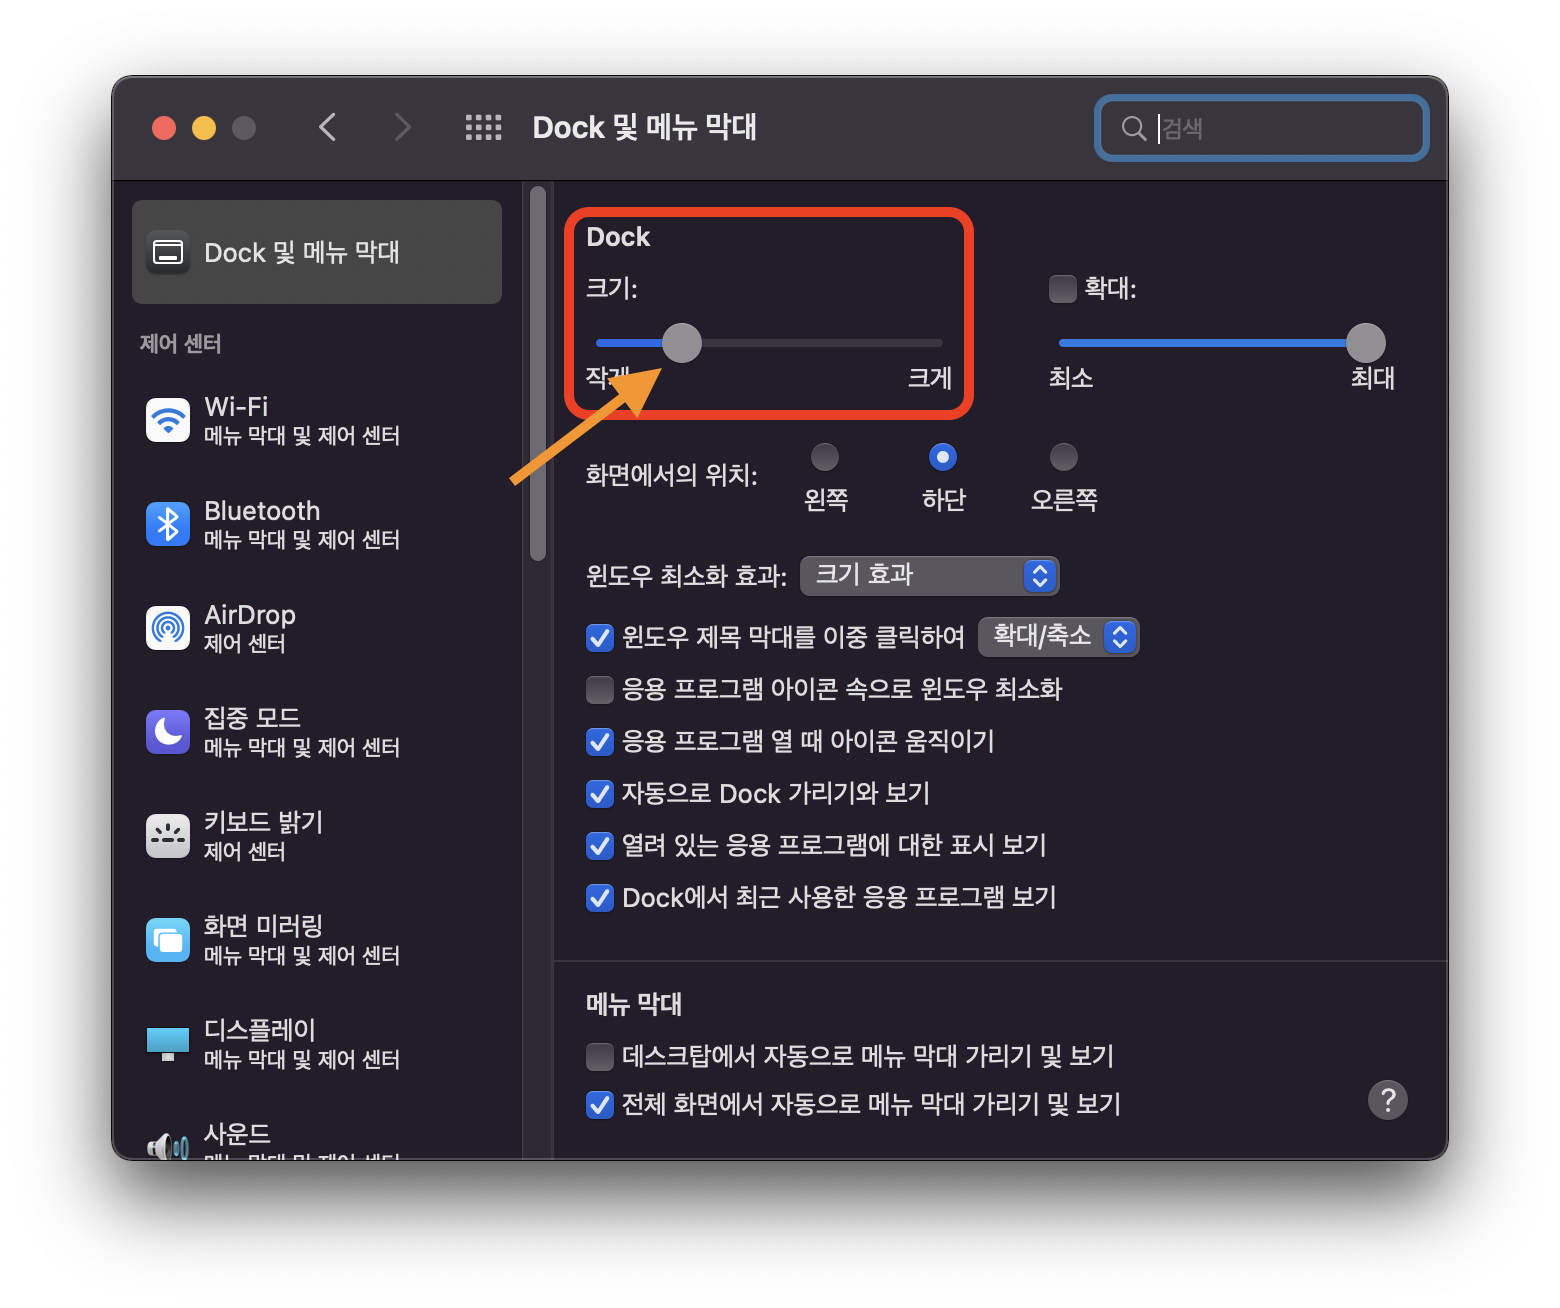 Dock 및 메뉴 막대
검색
Dock 및 메뉴 막대
제어 센터
Wi-Fi
메뉴 막대 및 제어 센터
Bluetooth
메뉴 막대 및 제어 센터
AirDrop
제어 센터
집중 모드
메뉴 막대 및 제어 센터
키보드 밝기
제어 센터
화면 미러링
메뉴 막대 및 제어 센터
디스플레이
메뉴 막대 및 제어 센터
사운드
메뉴 막대 및 제어 센터
Dock
크기:
작게 크게
확대:
최소 최대
화면에서의 위치:
왼쪽 하단 오른쪽
윈도우 최소화 효과: 크기 효과
윈도우 제목 막대를 이중 클릭하여 확대/축소
응용 프로그램 아이콘 속으로 윈도우 최소화
응용 프로그램 열 때 아이콘 움직이기
자동으로 Dock 가리기와 보기
열려 있는 응용 프로그램에 대한 표시 보기
Dock에서 최근 사용한 응용 프로그램 보기
메뉴 막대
데스크탑에서 자동으로 메뉴 막대 가리기 및 보기
전체 화면에서 자동으로 메뉴 막대 가리기 및 보기
?